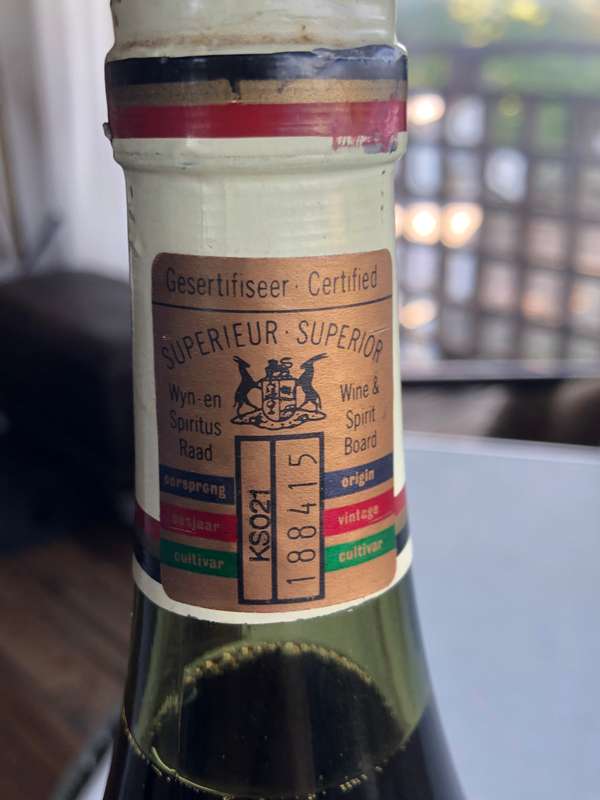 Gesertifiseer · Certified
SUPERIEUR · SUPERIOR
Wyn-en
Spiritus
Raad
Wine &
Spirit
Board
oorsprong
origin
oesjaar
vintage
cultivar
cultivar
KS021
188415